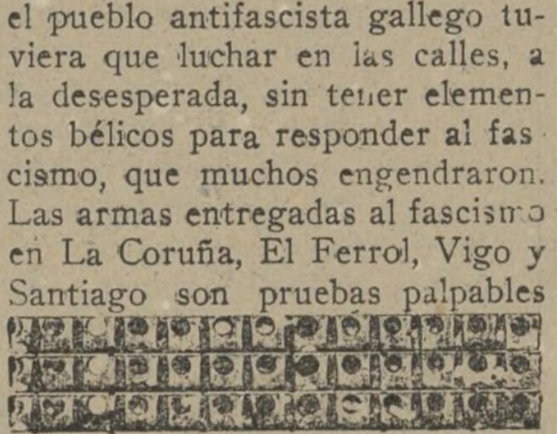 el pueblo antifascista gallego tu-
viera que luchar en las calles, a
la desesperada, sin tener elemen-
tos bélicos para responder al fas
cismo, que muchos engendraron.
Las armas entregadas al fascismo
en La Coruña, El Ferrol, Vigo y
Santiago son pruebas palpables